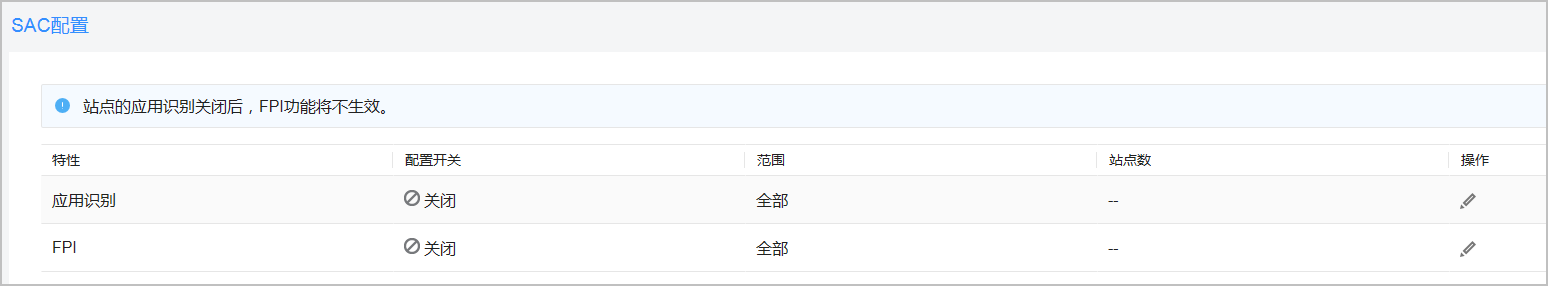 SAC配置
站点的应用识别关闭后，FPI功能将不生效。
特性 配置开关 范围 站点数 操作
应用识别 关闭 全部 --
FPI 关闭 全部 --